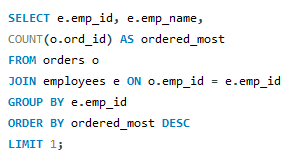 SELECT e.emp_id, e.emp_name,
COUNT(o.ord_id) AS ordered_most
FROM orders o
JOIN employees e ON o.emp_id = e.emp_id
GROUP BY e.emp_id
ORDER BY ordered_most DESC
LIMIT 1;